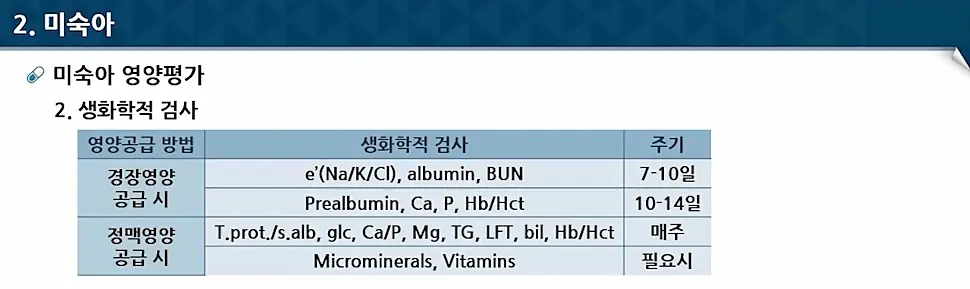 2. 미숙아
미숙아 영양평가
2. 생화학적 검사
영양공급 방법 생화학적 검사 주기
경장영양 공급 시 e'(Na/K/Cl), albumin, BUN 7-10일
Prealbumin, Ca, P, Hb/Hct 10-14일
정맥영양 공급 시 T.prot./s.alb, glc, Ca/P, Mg, TG, LFT, bil, Hb/Hct 매주
Microminerals, Vitamins 필요시